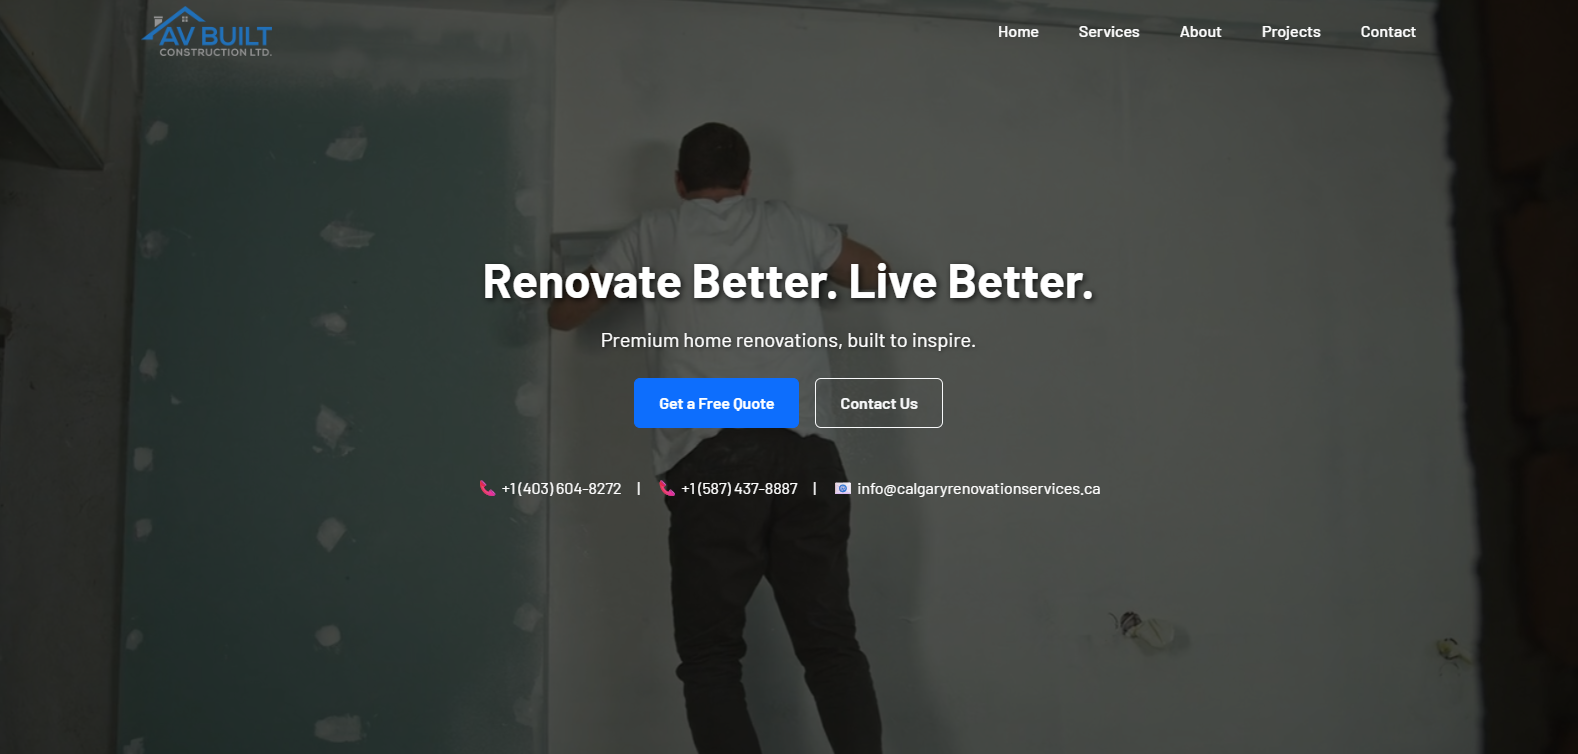 AV BUILT
CONSTRUCTION LTD.
Home Services About Projects Contact
Renovate Better. Live Better.
Premium home renovations, built to inspire.
Get a Free Quote Contact Us
+1 (403) 604-8272 | +1 (587) 437-8887 | info@calgaryrenovationservices.ca